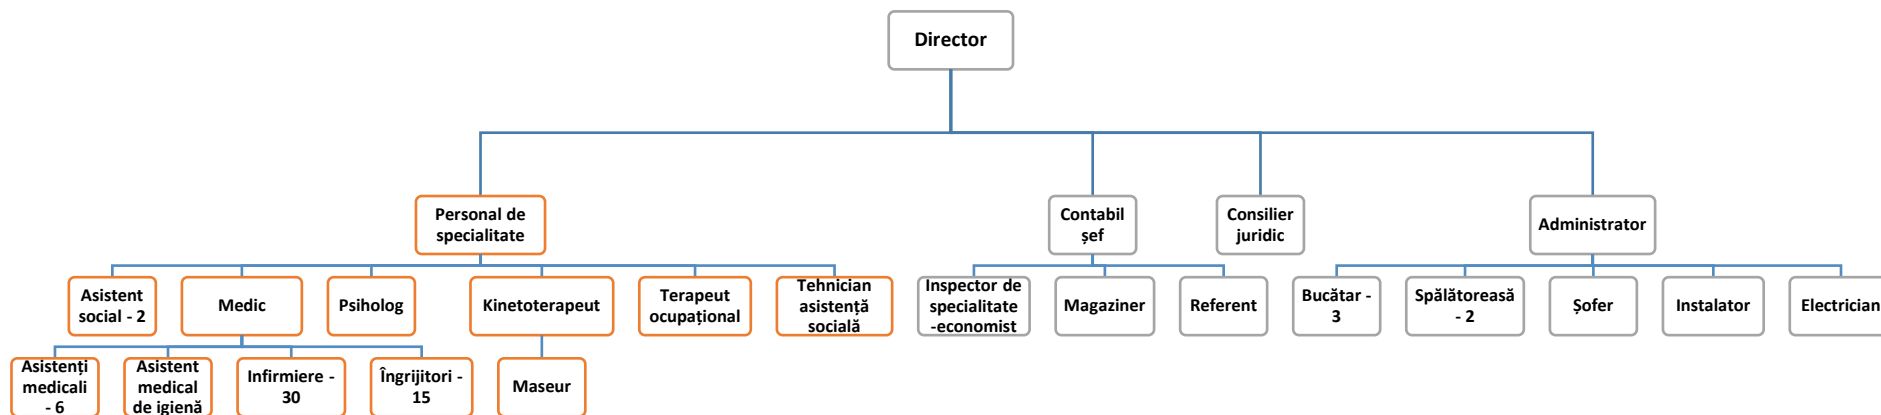 Director
Personal de
specialitate
Contabil
șef
Consilier
juridic
Administrator
Asistent
social - 2
Medic
Psiholog
Kinetoterapeut
Terapeut
ocupațional
Tehnician
asistență
socială
Inspector de
specialitate
-economist
Magaziner
Referent
Bucătar -
3
Spălătoreasă
- 2
Șofer
Instalator
Electrician
Asistenți
medicali
- 6
Asistent
medical
de igienă
Infirmiere -
30
Îngrijitori -
15
Maseur